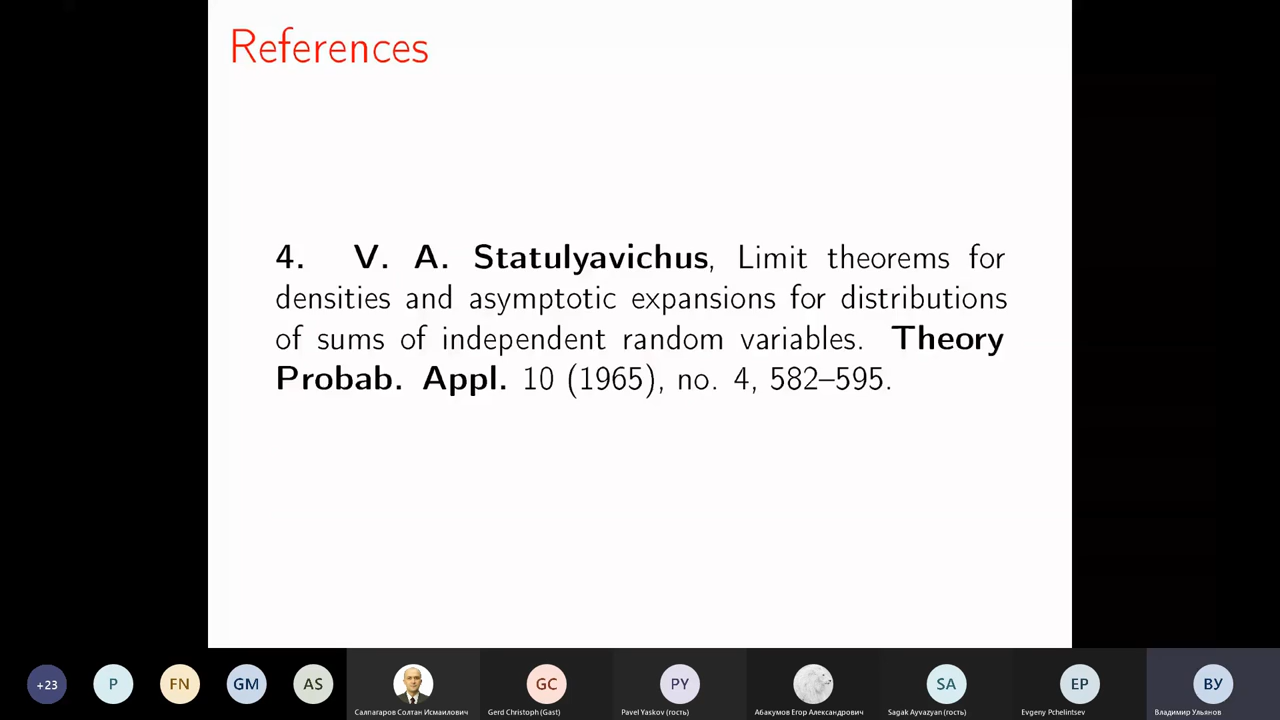 References
4. V. A. Statulyavichus, Limit theorems for
densities and asymptotic expansions for distributions
of sums of independent random variables. Theory
Probab. Appl. 10 (1965), no. 4, 582–595.
+23
P
FN
GM
AS
Салпагаров Солтан Исмаилович
GC
Gerd Christoph (Gast)
PY
Pavel Yaskov (гость)
Абакумов Егор Александрович
SA
Sagak Ayvazyan (гость)
EP
Evgeny Pchelintsev
ВУ
Владимир Ульянов